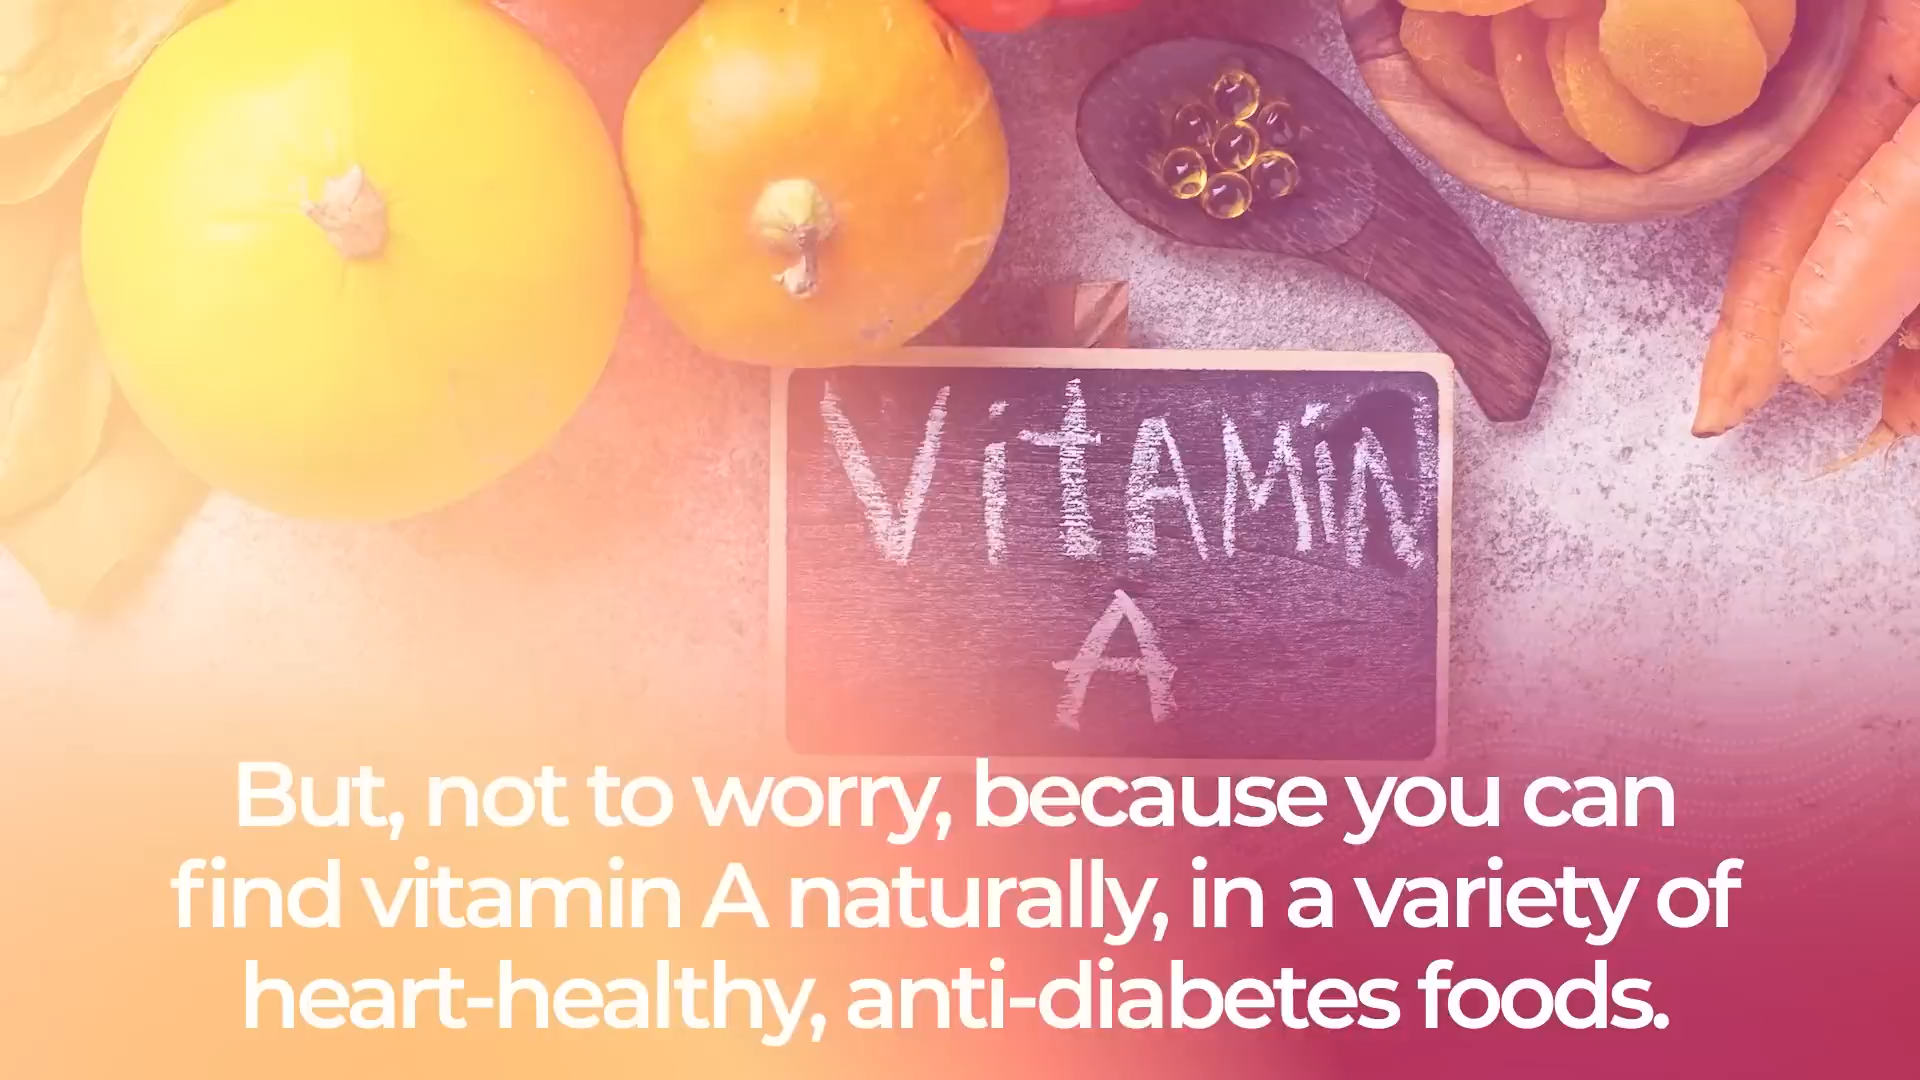 VitAMiN
A
But, not to worry, because you can
find vitamin A naturally, in a variety of
heart-healthy, anti-diabetes foods.